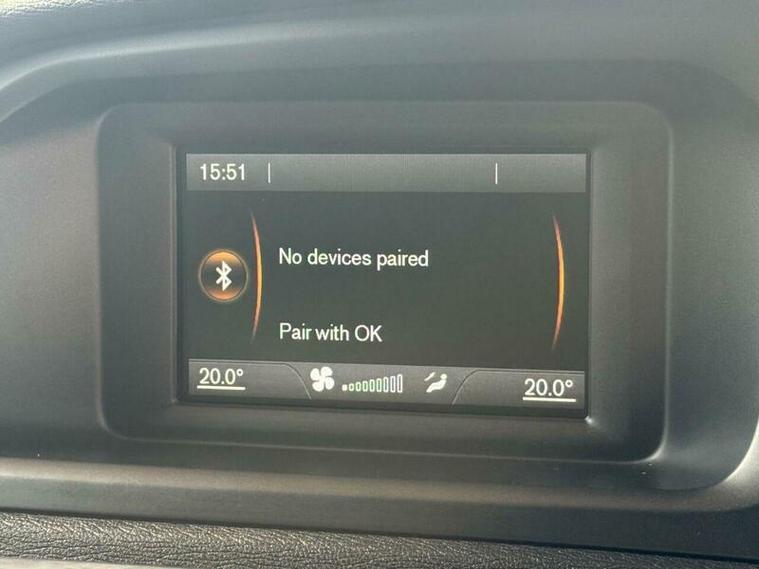 15:51
No devices paired
Pair with OK
20.0° 20.0°